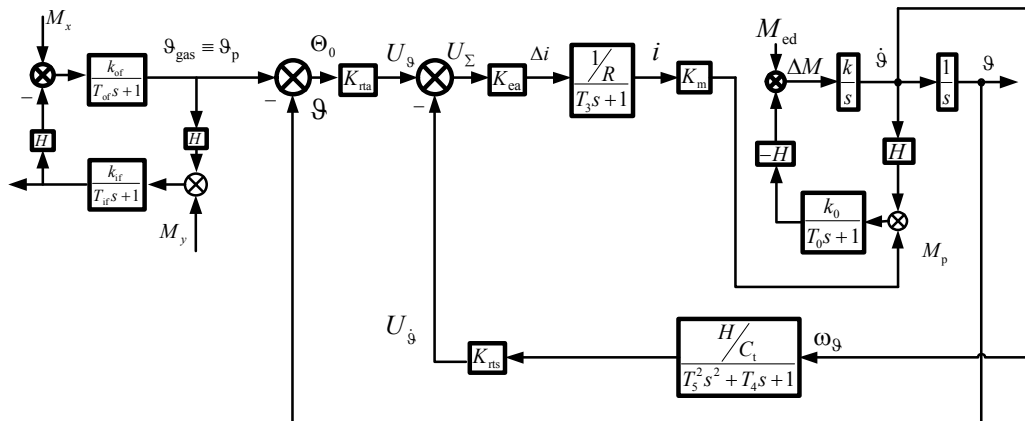 M_x
ϑ_gas ≡ ϑ_p
k_of
T_of s + 1
−
H
H
k_if
T_if s + 1
M_y
Θ_0
−
ϑ
K_rta
U_ϑ
−
U_Σ
K_ea
Δi
1/R
T_3 s + 1
i
K_m
M_ed
ΔM
k
s
ϑ̇
1
s
ϑ
−H
H
k_0
T_0 s + 1
M_p
U_ϑ̇
K_rts
H/C_t
T_5^2 s^2 + T_4 s + 1
ω_ϑ